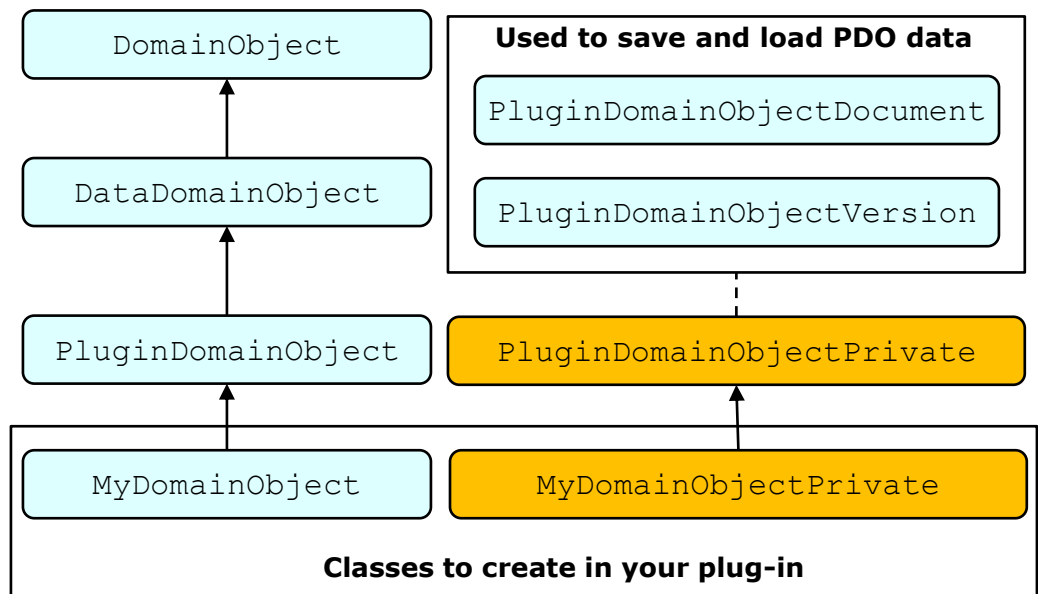 DomainObject
Used to save and load PDO data
PluginDomainObjectDocument
DataDomainObject
PluginDomainObjectVersion
PluginDomainObject
PluginDomainObjectPrivate
MyDomainObject
MyDomainObjectPrivate
Classes to create in your plug-in